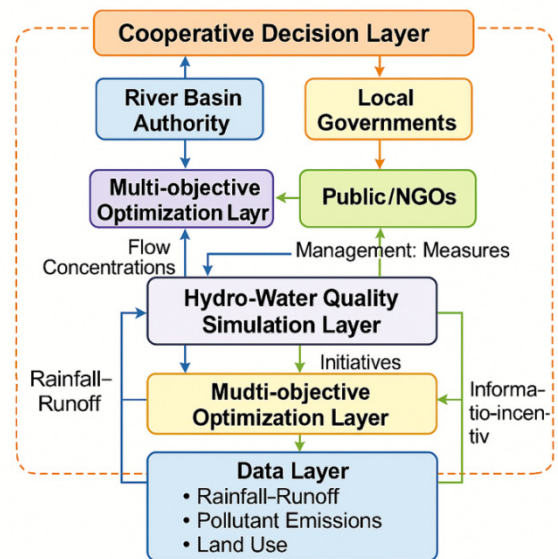 Cooperative Decision Layer
River Basin
Authority
Local
Governments
Multi-objective
Optimization Layr
Public/NGOs
Flow
Concentrations
Management: Measures
Hydro-Water Quality
Simulation Layer
Rainfall–
Runoff
Initiatives
Informa-
tio-incen-
tiv
Mudti-objective
Optimization Layer
Data Layer
• Rainfall–Runoff
• Pollutant Emissions
• Land Use